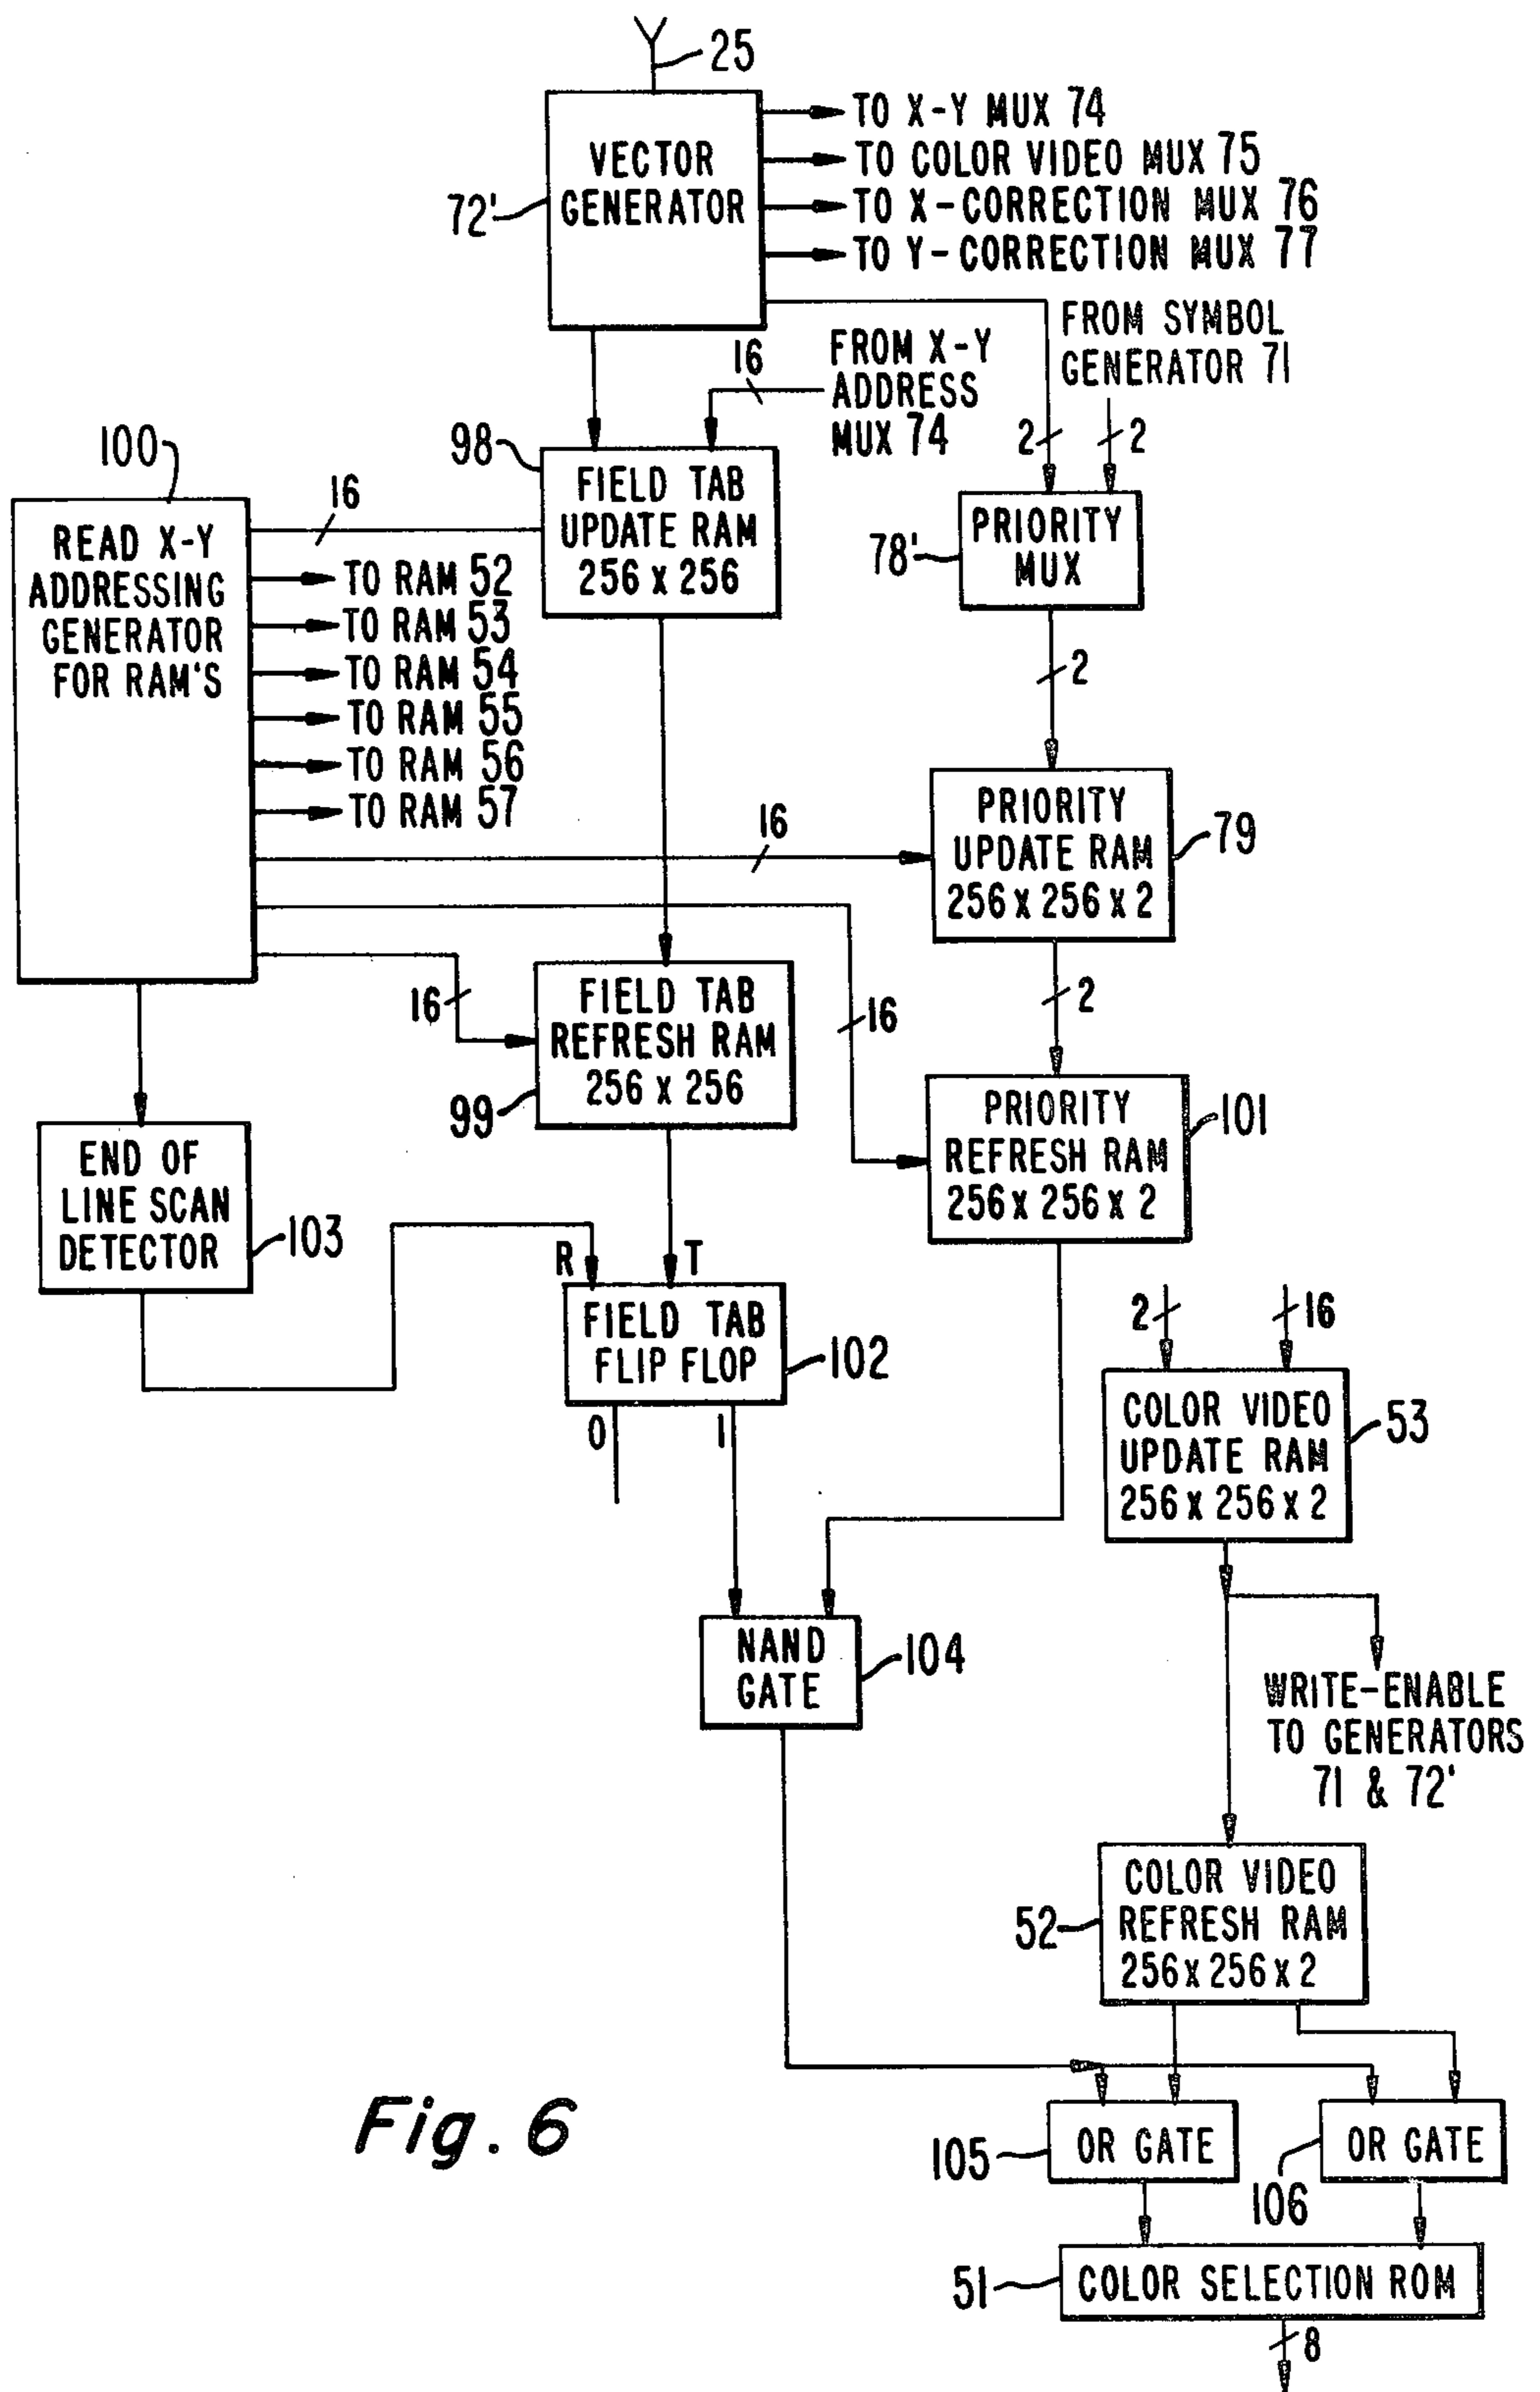 25
VECTOR
GENERATOR
72'
TO X-Y MUX 74
TO COLOR VIDEO MUX 75
TO X-CORRECTION MUX 76
TO Y-CORRECTION MUX 77
FROM SYMBOL
GENERATOR 71
16
FROM X-Y
ADDRESS
MUX 74
2
2
100
98
FIELD TAB
UPDATE RAM
256 x 256
78'
PRIORITY
MUX
READ X-Y
ADDRESSING
GENERATOR
FOR RAM'S
16
TO RAM 52
TO RAM 53
TO RAM 54
TO RAM 55
TO RAM 56
TO RAM 57
2
16
PRIORITY
UPDATE RAM
256 x 256 x 2
79
16
FIELD TAB
REFRESH RAM
256 x 256
99
16
2
PRIORITY
REFRESH RAM
256 x 256 x 2
101
END OF
LINE SCAN
DETECTOR
103
R
T
FIELD TAB
FLIP FLOP
102
0
1
2
16
COLOR VIDEO
UPDATE RAM
256 x 256 x 2
53
NAND
GATE
104
WRITE-ENABLE
TO GENERATORS
71 & 72'
COLOR VIDEO
REFRESH RAM
256 x 256 x 2
52
OR GATE
105
OR GATE
106
51
COLOR SELECTION ROM
8
Fig. 6